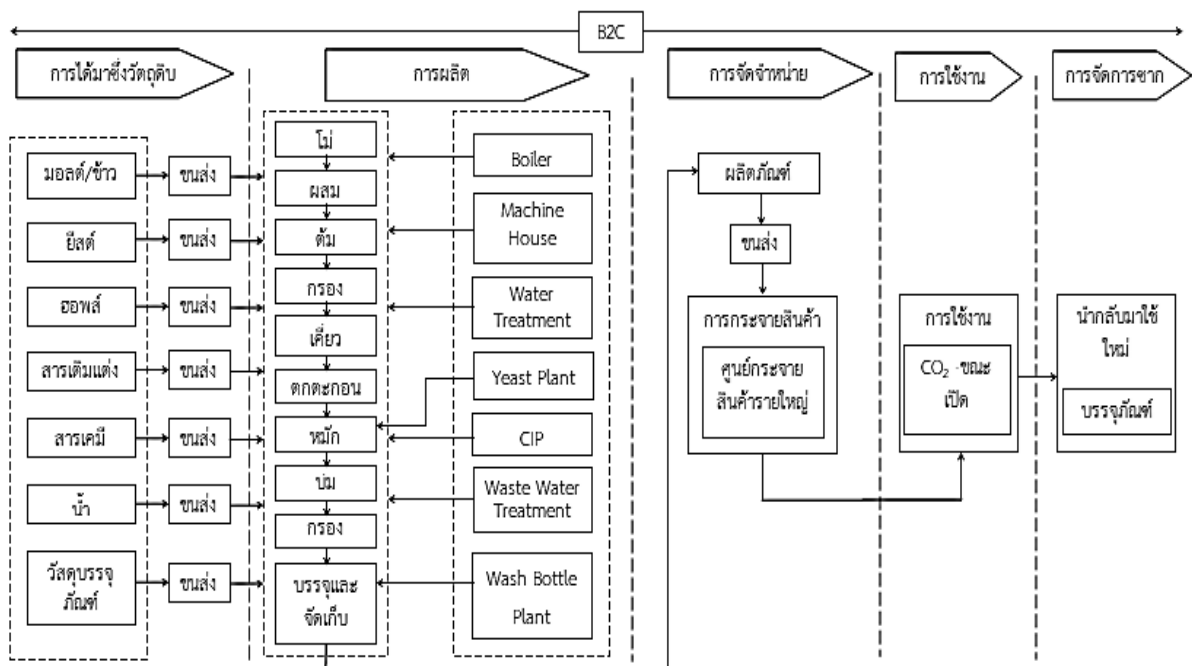 B2C
การได้มาซึ่งวัตถุดิบ
การผลิต
การจัดจำหน่าย
การใช้งาน
การจัดการซาก
มอลต์/ข้าว
ขนส่ง
ยีสต์
ขนส่ง
ฮอพส์
ขนส่ง
สารเติมแต่ง
ขนส่ง
สารเคมี
ขนส่ง
น้ำ
ขนส่ง
วัสดุบรรจุ
ภัณฑ์
ขนส่ง
โม่
ผสม
ต้ม
กรอง
เคี่ยว
ตกตะกอน
หมัก
บ่ม
กรอง
บรรจุและ
จัดเก็บ
Boiler
Machine
House
Water
Treatment
Yeast Plant
CIP
Waste Water
Treatment
Wash Bottle
Plant
ผลิตภัณฑ์
ขนส่ง
การกระจายสินค้า
ศูนย์กระจาย
สินค้ารายใหญ่
การใช้งาน
CO₂ -ขณะ
เปิด
นำกลับมาใช้
ใหม่
บรรจุภัณฑ์